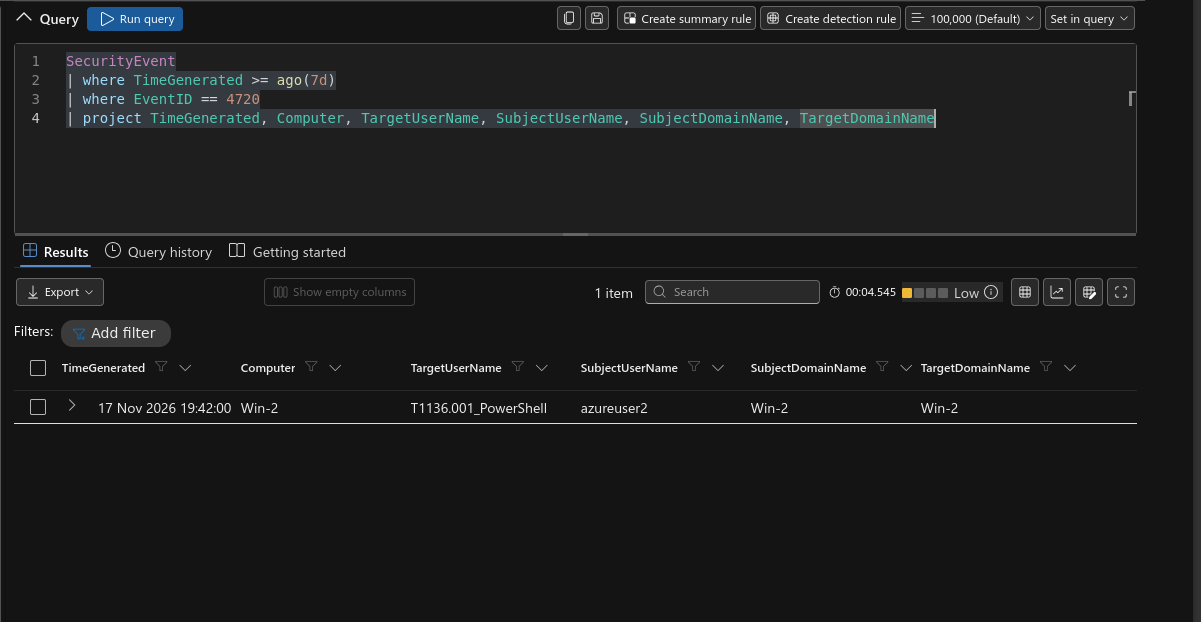 Query Run query Create summary rule Create detection rule 100,000 (Default) Set in query
1 SecurityEvent
2 | where TimeGenerated >= ago(7d)
3 | where EventID == 4720
4 | project TimeGenerated, Computer, TargetUserName, SubjectUserName, SubjectDomainName, TargetDomainName
Results Query history Getting started
Export Show empty columns 1 item Search 00:04.545 Low
Filters: Add filter
TimeGenerated Computer TargetUserName SubjectUserName SubjectDomainName TargetDomainName
17 Nov 2026 19:42:00 Win-2 T1136.001_PowerShell azureuser2 Win-2 Win-2